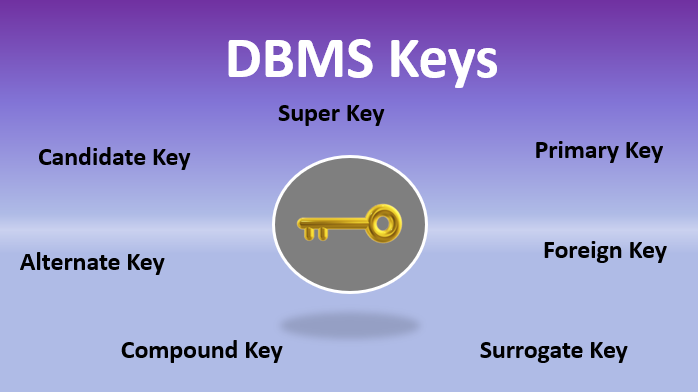 DBMS Keys
Super Key
Candidate Key
Primary Key
Alternate Key
Foreign Key
Compound Key
Surrogate Key